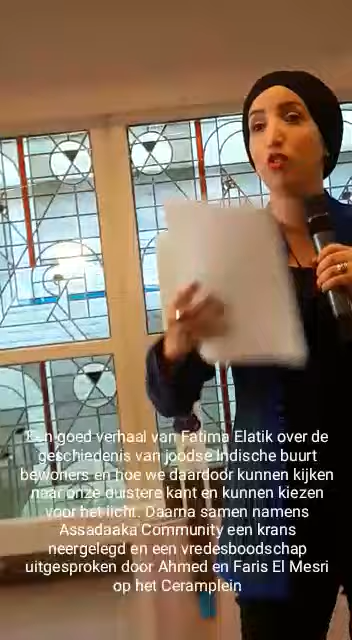 Een goed verhaal van Fatima Elatik over de
geschiedenis van joodse Indische buurt
bewoners en hoe we daardoor kunnen kijken
naar onze duistere kant en kunnen kiezen
voor het licht. Daarna samen namens
Assadaaka Community een krans
neergelegd en een vredesboodschap
uitgesproken door Ahmed en Faris El Mesri
op het Ceramplein